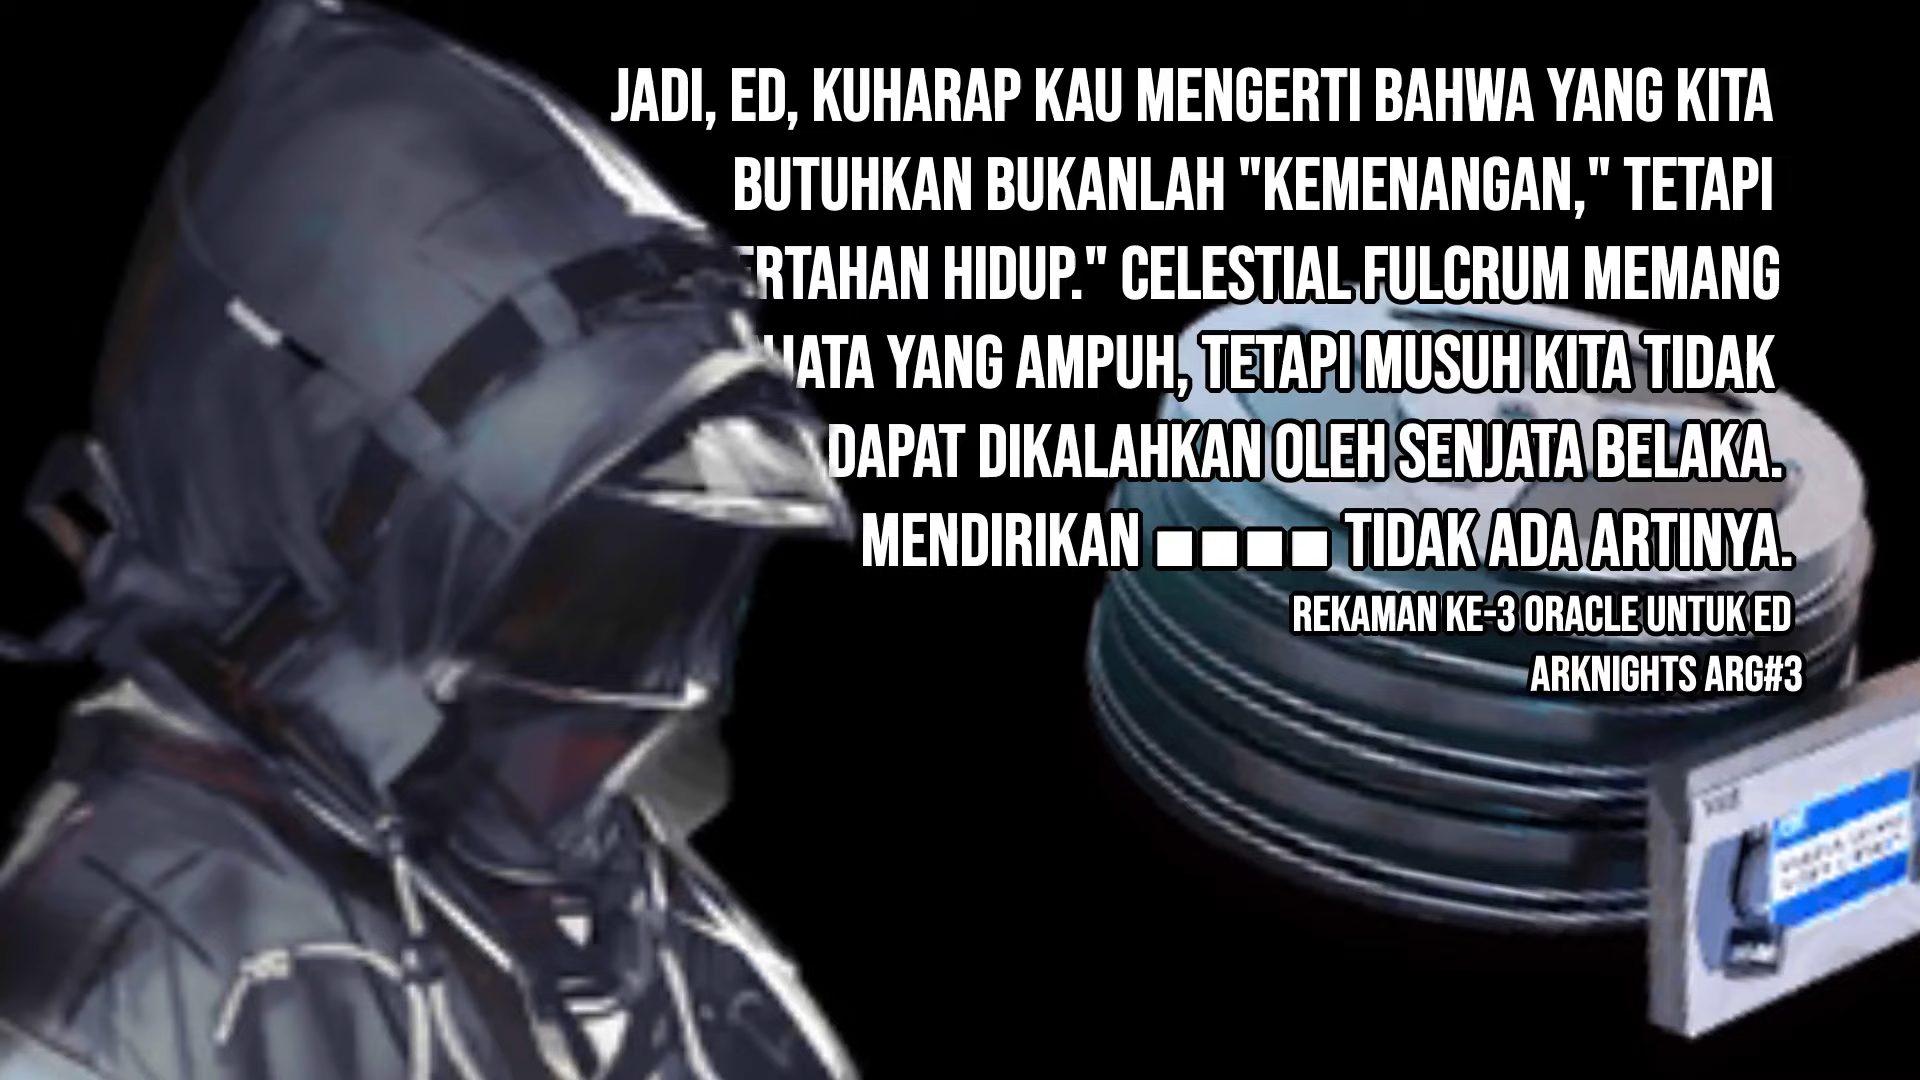 JADI, ED, KUHARAP KAU MENGERTI BAHWA YANG KITA
BUTUHKAN BUKANLAH "KEMENANGAN," TETAPI
ERTAHAN HIDUP." CELESTIAL FULCRUM MEMANG
JATA YANG AMPUH, TETAPI MUSUH KITA TIDAK
DAPAT DIKALAHKAN OLEH SENJATA BELAKA.
MENDIRIKAN ■■■■ TIDAK ADA ARTINYA.
REKAMAN KE-3 ORACLE UNTUK ED
ARKNIGHTS ARG#3